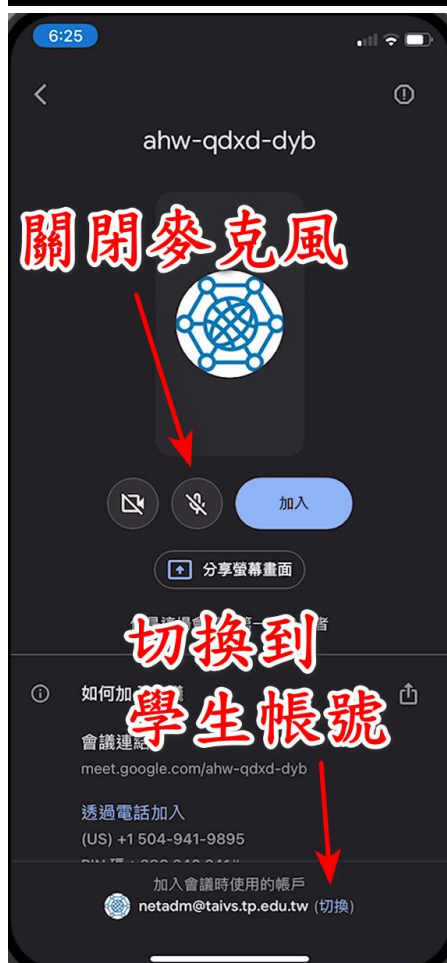 6:25
ahw-qdxd-dyb
關閉麥克風
加入
分享螢幕畫面
切換到
如何加
學生帳號
會議連結
meet.google.com/ahw-qdxd-dyb
透過電話加入
(US) +1 504-941-9895
加入會議時使用的帳戶
netadm@taivs.tp.edu.tw (切換)